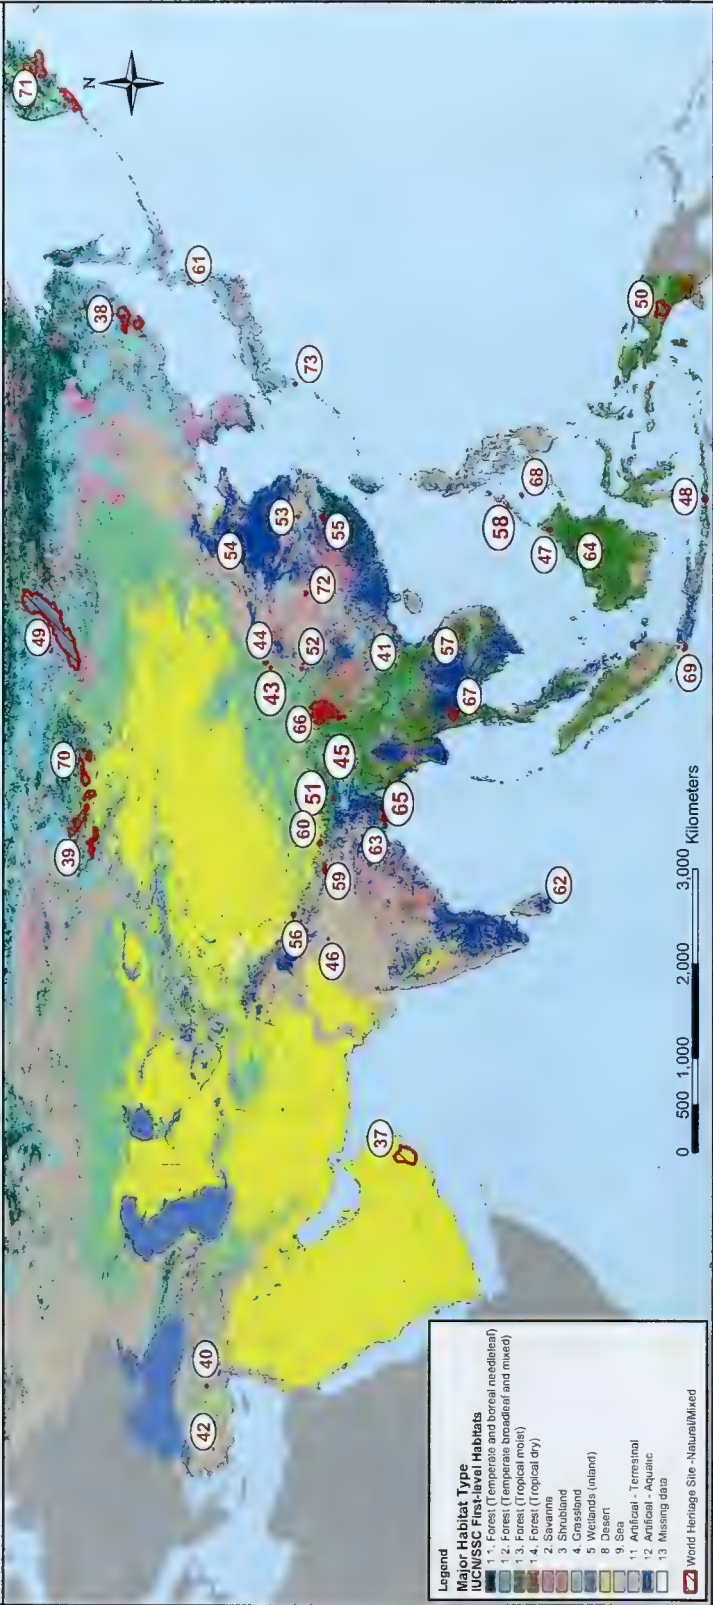 71
N
61
38
50
73
68
58
48
53
55
54
47
64
72
49
44
52
41
57
43
69
66
67
70
45
51
65
60
63
39
59
62
56
46
37
40
42
0 500 1,000 2,000 3,000
Kilometers
Legend
Major Habitat Type
IUCN/SSC First-level Habitats
1 1. Forest (Temperate and boreal needleleaf)
1 2. Forest (Temperate broadleaf and mixed)
1 3. Forest (Tropical moist)
1 4. Forest (Tropical dry)
2. Savanna
3 Shrubland
4. Grassland
5 Wetlands (inland)
8 Desert
9. Sea
11 Artificial - Terrestrial
12 Artificial - Aquatic
13 Missing data
World Heritage Site -Natural/Mixed